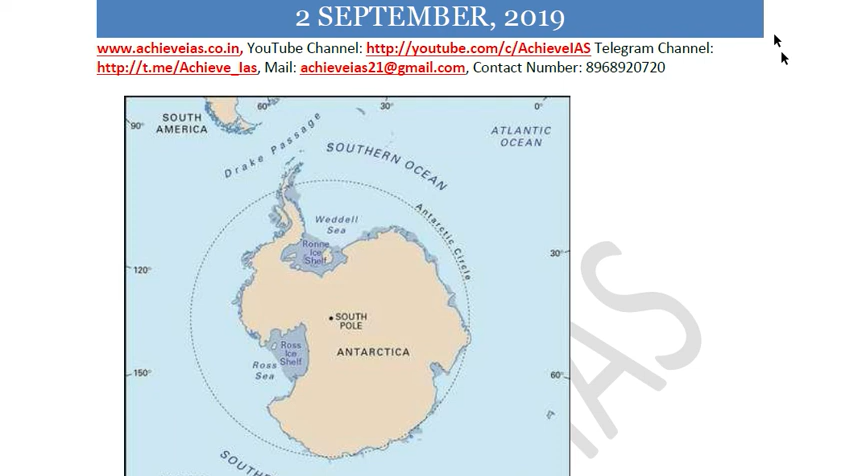 2 SEPTEMBER, 2019
www.achieveias.co.in, YouTube Channel: http://youtube.com/c/AchieveIAS Telegram Channel:
http://t.me/Achieve_Ias, Mail: achieveias21@gmail.com, Contact Number: 8968920720
60°
30°
0°
90°
SOUTH
AMERICA
Drake Passage
SOUTHERN OCEAN
ATLANTIC
OCEAN
Antarctic Circle
Weddell
Sea
Ronne
Ice
Shelf
30°
120°
SOUTH
POLE
Ross
Ice
Shelf
ANTARCTICA
Ross
Sea
150°
60°
IAS